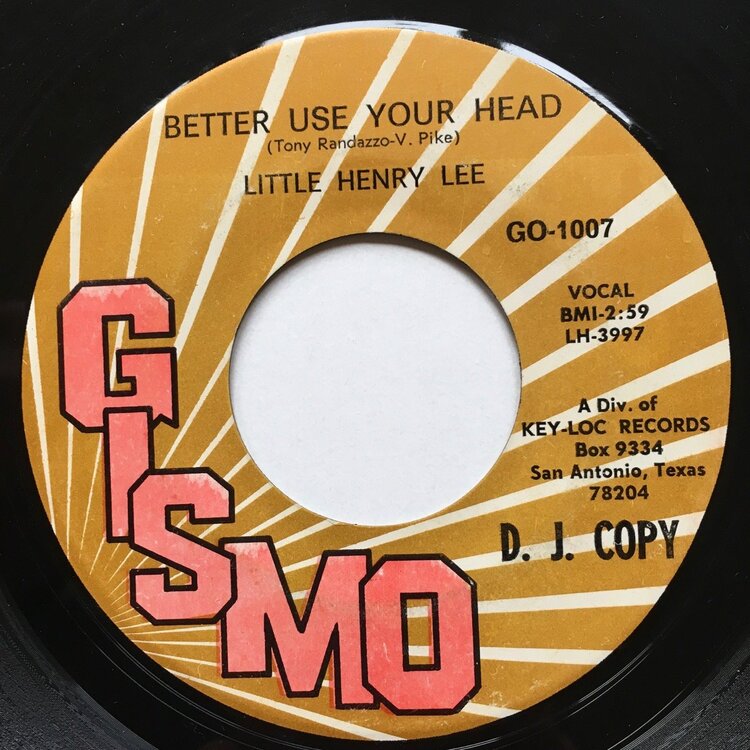 BETTER USE YOUR HEAD
(Tony Randazzo-V. Pike)
LITTLE HENRY LEE
GO-1007
VOCAL
BMI-2:59
LH-3997
A Div. of
KEY-LOC RECORDS
Box 9334
San Antonio, Texas
78204
D. J. COPY
GISMO